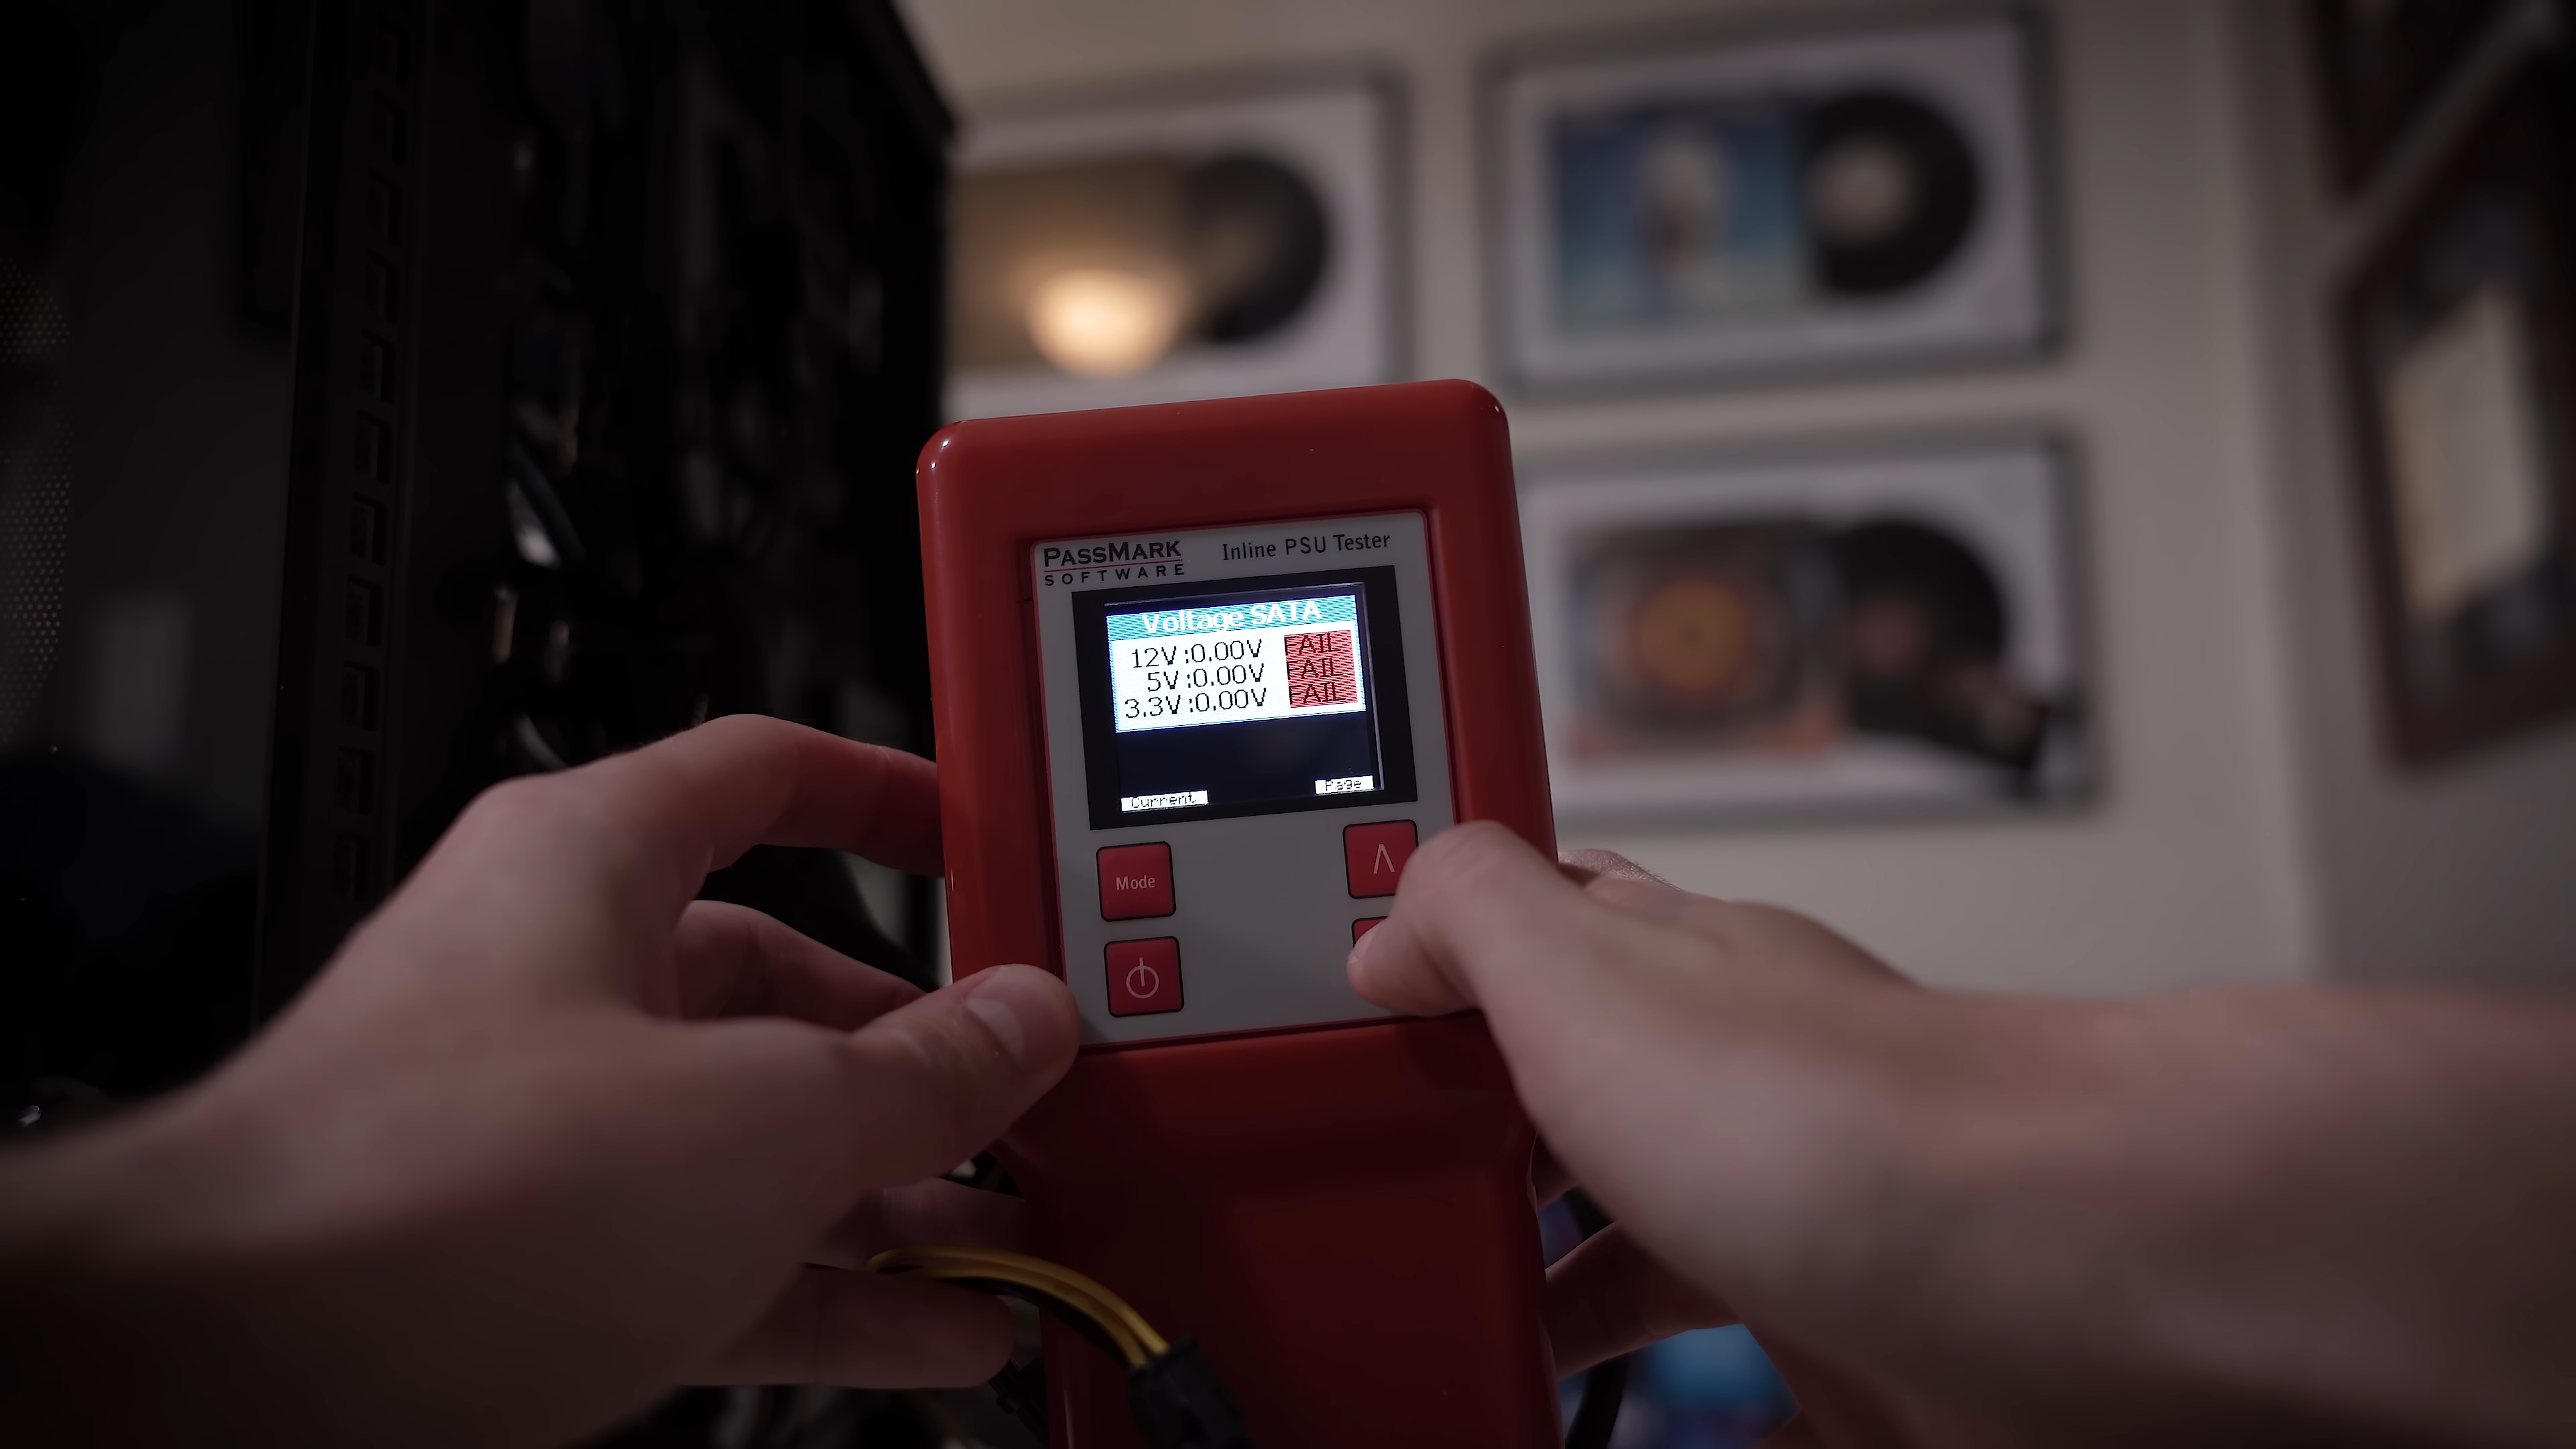 PASSMARK
SOFTWARE
Inline PSU Tester
Voltage SATA
12V:0.00V FAIL
5V:0.00V FAIL
3.3V:0.00V FAIL
Current Page
Mode